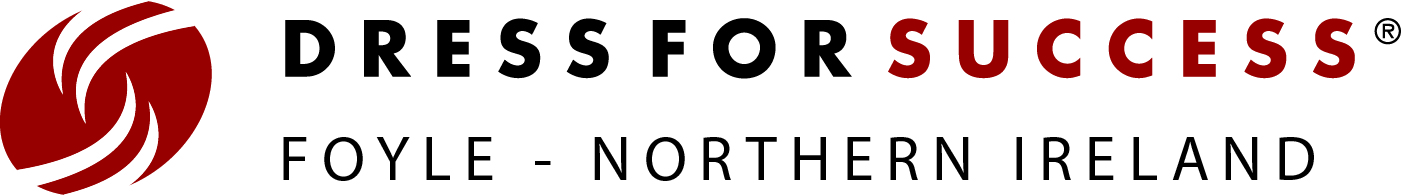 DRESS FOR SUCCESS®
FOYLE - NORTHERN IRELAND